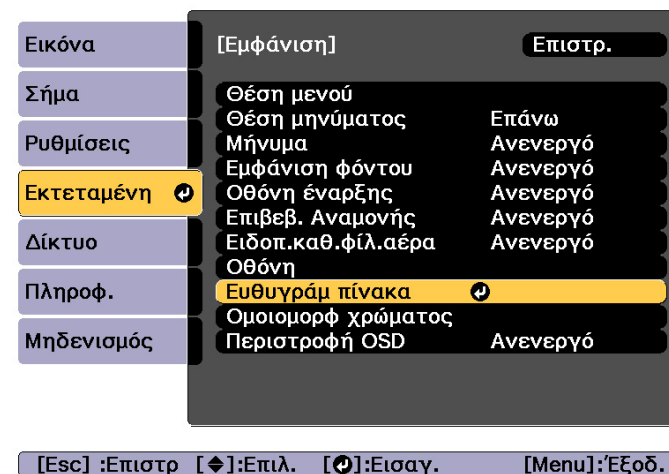 Εικόνα
Σήμα
Ρυθμίσεις
Εκτεταμένη
Δίκτυο
Πληροφ.
Μηδενισμός
[Εμφάνιση] Επιστρ.
Θέση μενού
Θέση μηνύματος Επάνω
Μήνυμα Ανενεργό
Εμφάνιση φόντου Ανενεργό
Οθόνη έναρξης Ανενεργό
Επιβεβ. Αναμονής Ανενεργό
Ειδοπ.καθ.φίλ.αέρα Ανενεργό
Οθόνη
Ευθυγράμ πίνακα
Ομοιομορφ χρώματος
Περιστροφή OSD Ανενεργό
[Esc] :Επιστρ [◆]:Επιλ. [⏎]:Εισαγ. [Menu]:Έξοδ.